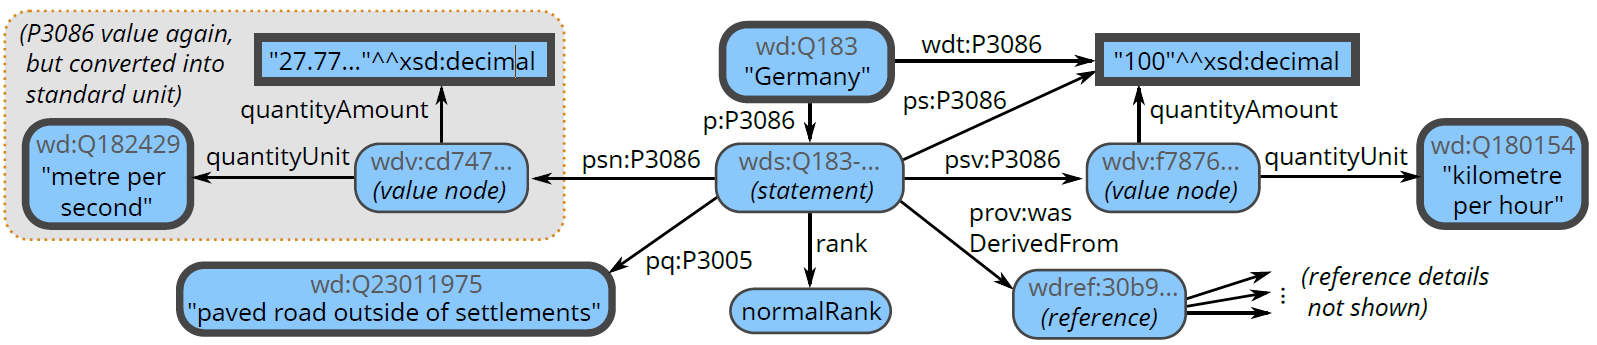 (P3086 value again,
but converted into
standard unit)
"27.77..."^^xsd:decimal
quantityAmount
wd:Q182429
"metre per
second"
quantityUnit
wdv:cd747...
(value node)
psn:P3086
wd:Q183
"Germany"
wdt:P3086
"100"^^xsd:decimal
p:P3086
ps:P3086
quantityAmount
wds:Q183-...
(statement)
psv:P3086
wdv:f7876...
(value node)
quantityUnit
wd:Q180154
"kilometre
per hour"
pq:P3005
wd:Q23011975
"paved road outside of settlements"
rank
normalRank
prov:was
DerivedFrom
wdref:30b9...
(reference)
...
(reference details
not shown)